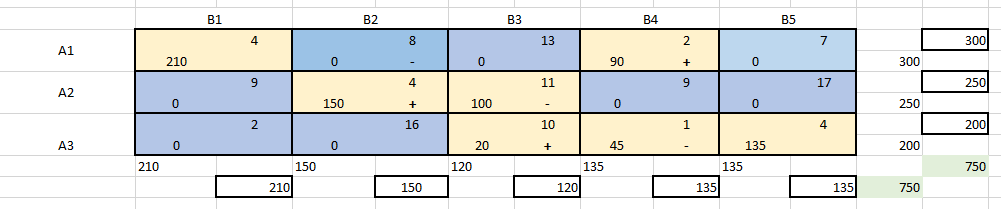 B1 B2 B3 B4 B5
4 8 13 2 7 300
A1
210 0 - 0 90 + 0 300
9 4 11 9 17 250
A2
0 150 + 100 - 0 0 250
2 16 10 1 4 200
A3
0 0 20 + 45 - 135 200
210 150 120 135 135 750
210 150 120 135 135 750